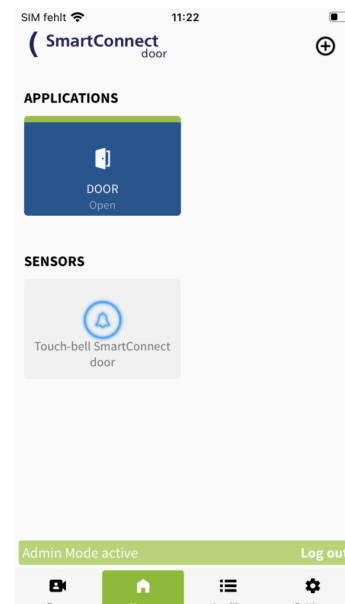 SIM fehlt 11:22
SmartConnect
door
APPLICATIONS
DOOR
Open
SENSORS
Touch-bell SmartConnect
door
Admin Mode active Log out